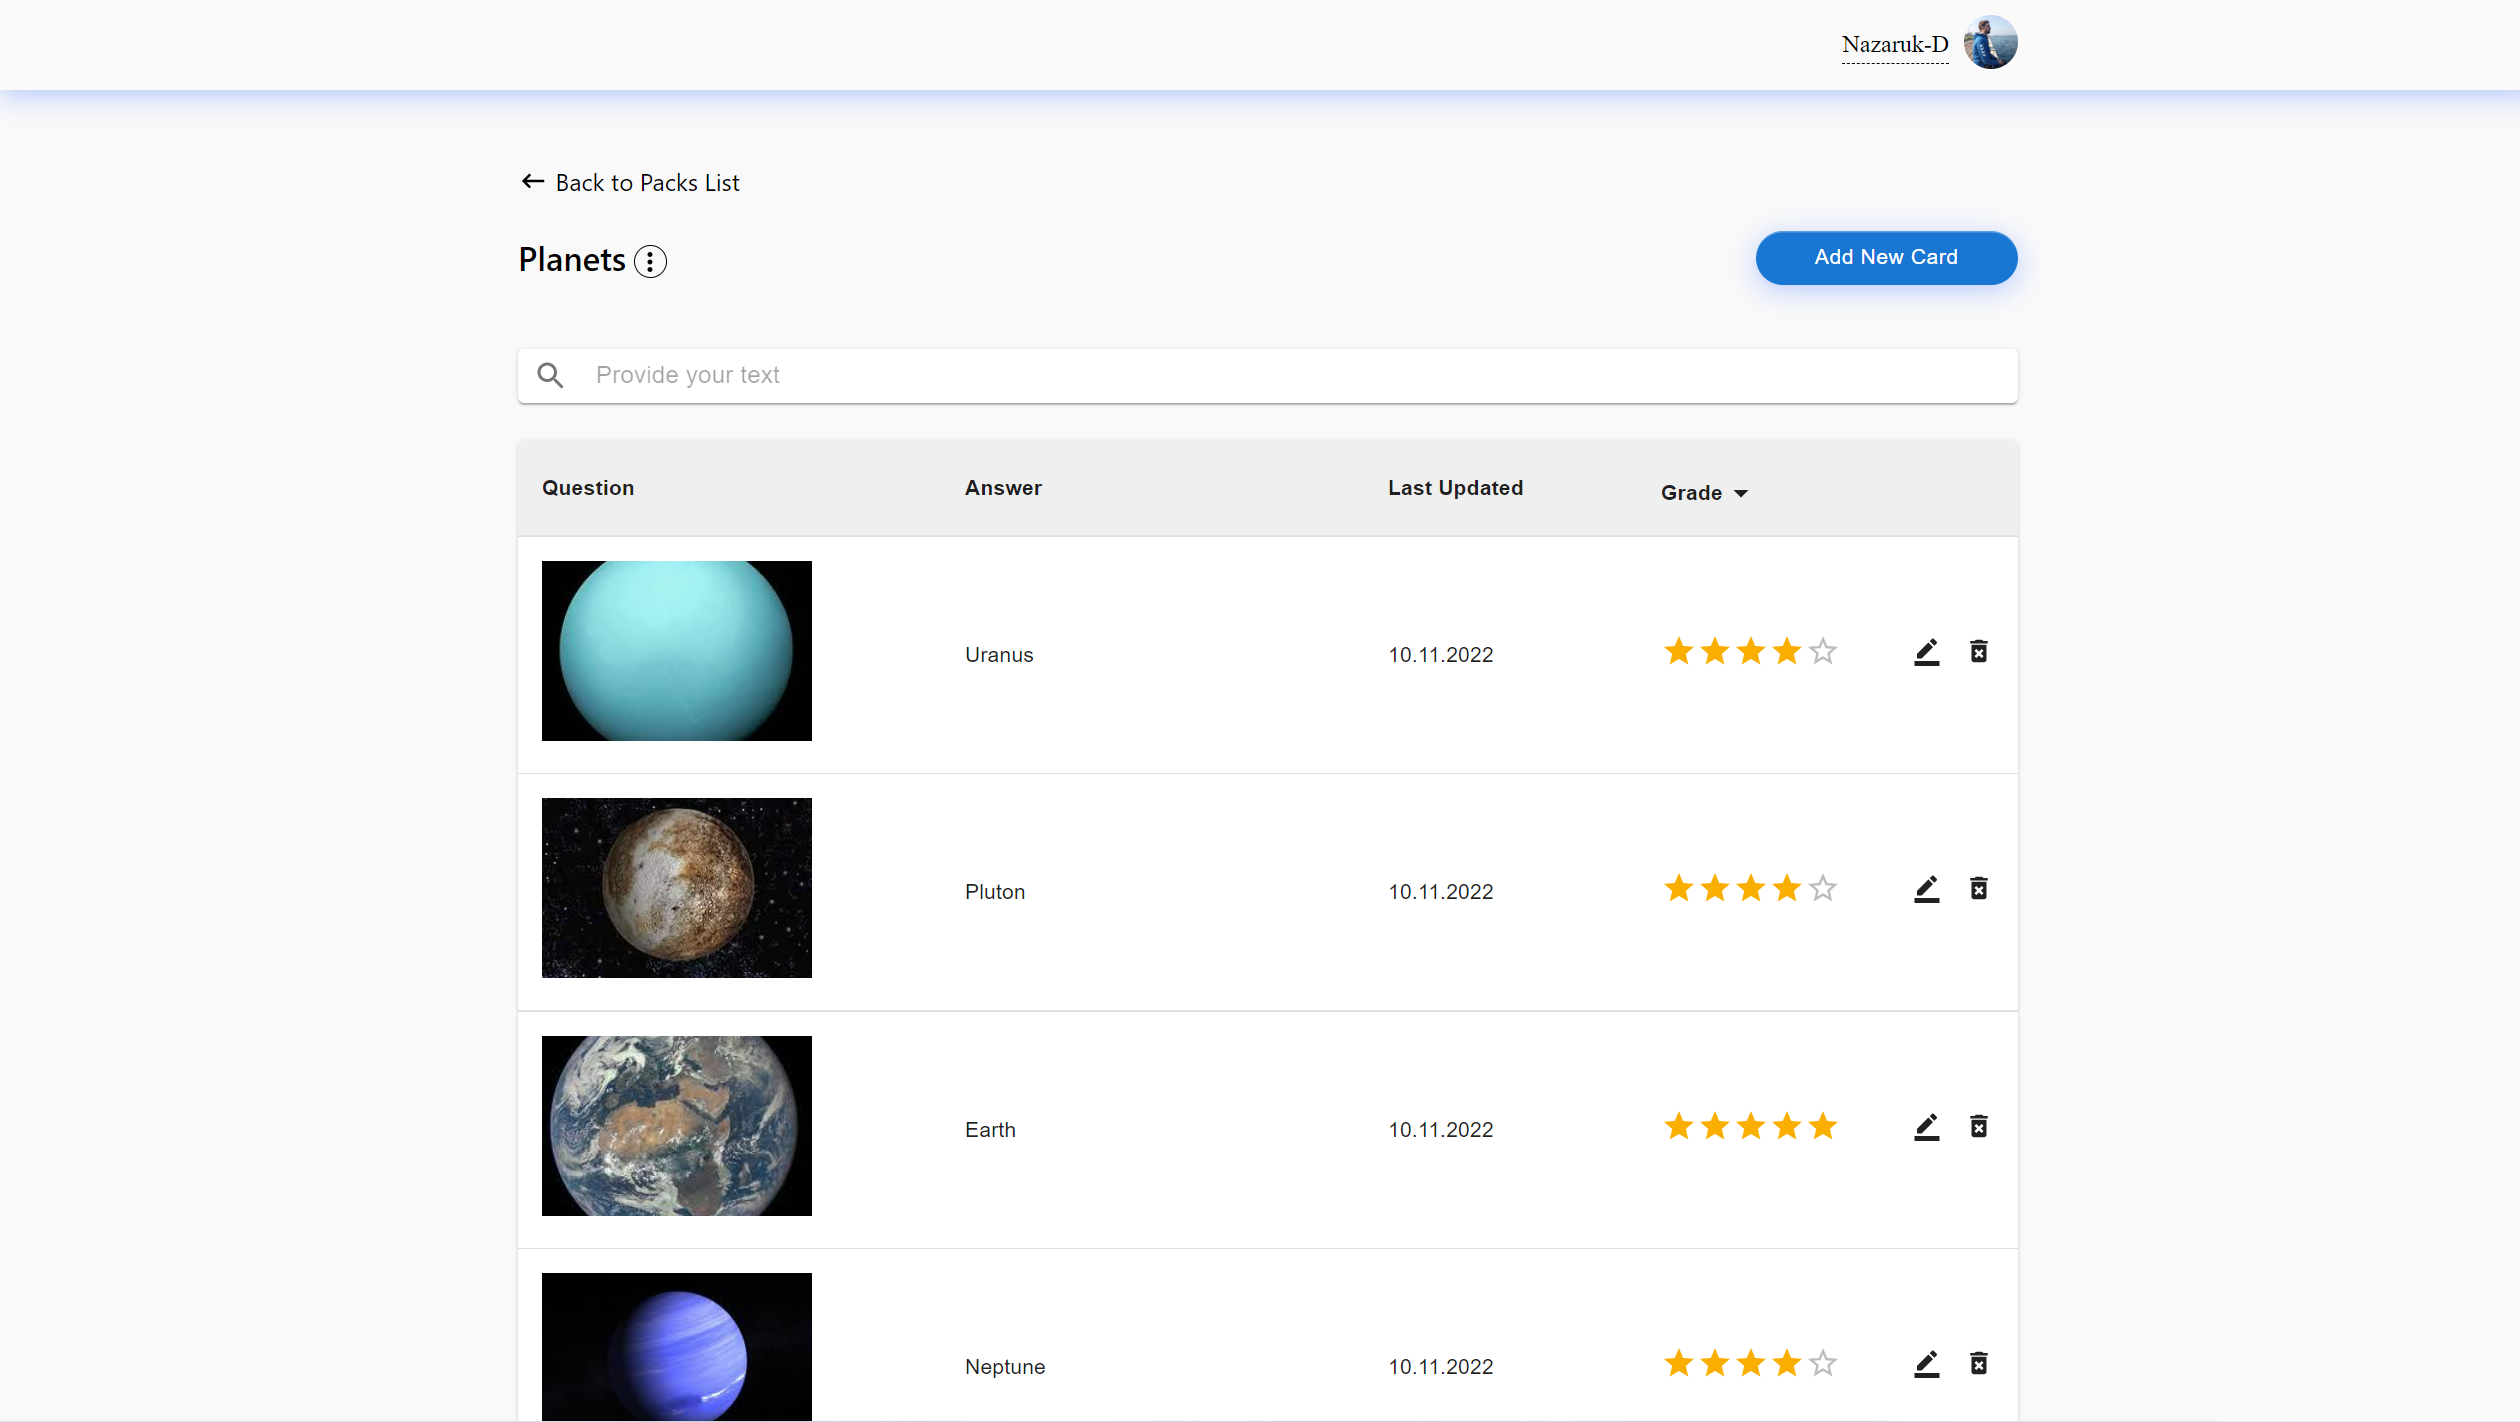 Nazaruk-D
Back to Packs List
Planets
Add New Card
Provide your text
Question Answer Last Updated Grade
Uranus 10.11.2022
Pluton 10.11.2022
Earth 10.11.2022
Neptune 10.11.2022